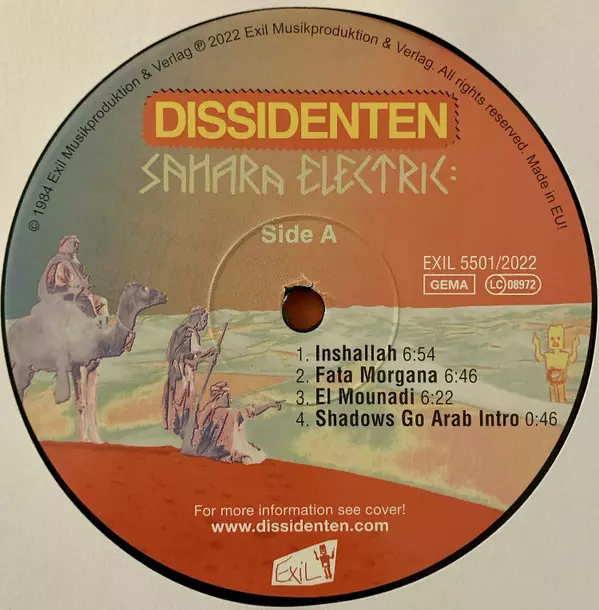 © 1984 Exil Musikproduktion & Verlag ℗ 2022 Exil Musikproduktion & Verlag. All rights reserved. Made in EU!
DISSIDENTEN
SAHARA ELECTRIC:
Side A
EXIL 5501/2022
GEMA LC 08972
1. Inshallah 6:54
2. Fata Morgana 6:46
3. El Mounadi 6:22
4. Shadows Go Arab Intro 0:46
For more information see cover!
www.dissidenten.com
EXiL